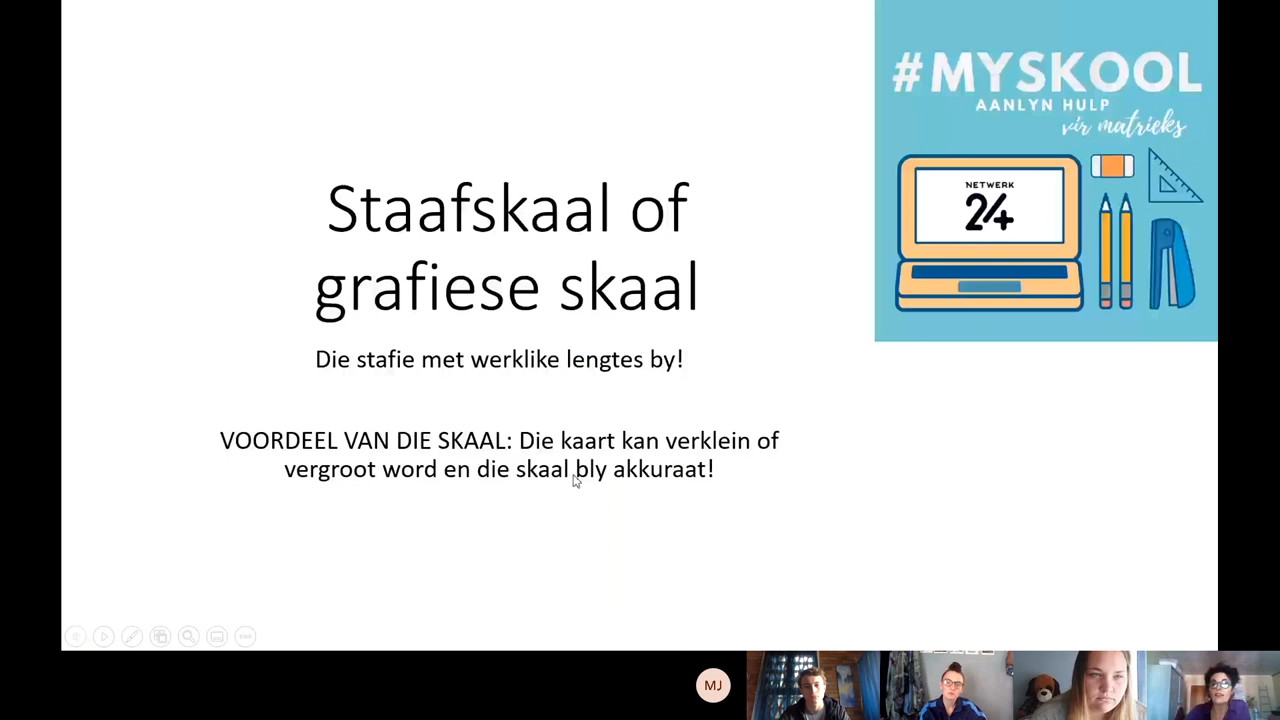 Staafskaal of
grafiese skaal
Die stafie met werklike lengtes by!
VOORDEEL VAN DIE SKAAL: Die kaart kan verklein of
vergroot word en die skaal bly akkuraat!
#MYSKOOL
AANLYN HULP
vir matrieks
NETWERK
24
MJ